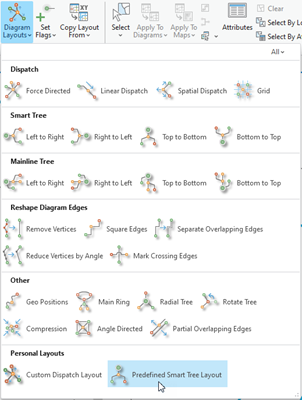 Diagram Layouts
Set Flags
XY
Copy Layout From
Select
Apply To Diagrams
Apply To Maps
Attributes
Clear
Select By
Select By
All
Dispatch
Force Directed Linear Dispatch Spatial Dispatch Grid
Smart Tree
Left to Right Right to Left Top to Bottom Bottom to Top
Mainline Tree
Left to Right Right to Left Top to Bottom Bottom to Top
Reshape Diagram Edges
Remove Vertices Square Edges Separate Overlapping Edges
Reduce Vertices by Angle Mark Crossing Edges
Other
Geo Positions Main Ring Radial Tree Rotate Tree
Compression Angle Directed Partial Overlapping Edges
Personal Layouts
Custom Dispatch Layout Predefined Smart Tree Layout